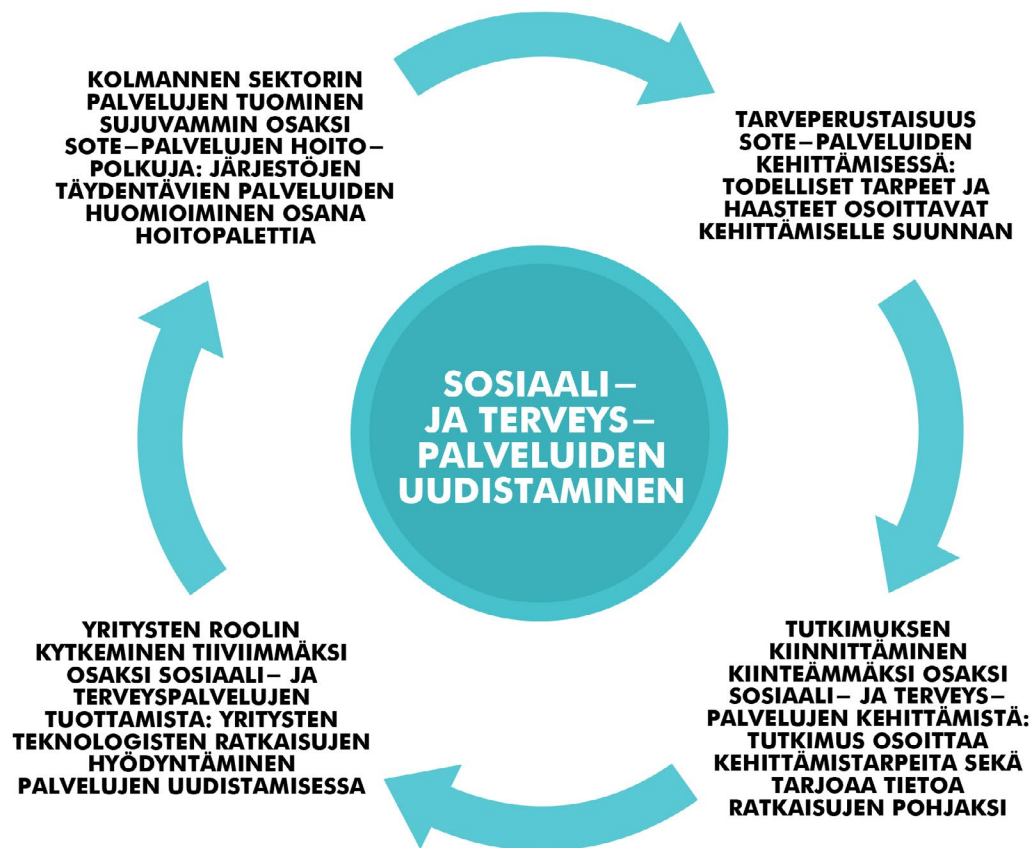 KOLMANNEN SEKTORIN
PALVELUJEN TUOMINEN
SUJUVAMMIN OSAKSI
SOTE–PALVELUJEN HOITO–
POLKUJA: JÄRJESTÖJEN
TÄYDENTÄVIEN PALVELUIDEN
HUOMIOIMINEN OSANA
HOITOPALETTIA
TARVEPERUSTAISUUS
SOTE–PALVELUIDEN
KEHITTÄMISESSÄ:
TODELLISET TARPEET JA
HAASTEET OSOITTAVAT
KEHITTÄMISELLE SUUNNAN
SOSIAALI–
JA TERVEYS–
PALVELUIDEN
UUDISTAMINEN
YRITYSTEN ROOLIN
KYTKEMINEN TIIVIIMMÄKSI
OSAKSI SOSIAALI– JA
TERVEYSPALVELUJEN
TUOTTAMISTA: YRITYSTEN
TEKNOLOGISTEN RATKAISUJEN
HYÖDYNTÄMINEN
PALVELUJEN UUDISTAMISESSA
TUTKIMUKSEN
KIINNITTÄMINEN
KIINTEÄMMÄKSI OSAKSI
SOSIAALI– JA TERVEYS–
PALVELUJEN KEHITTÄMISTÄ:
TUTKIMUS OSOITTAA
KEHITTÄMISTARPEITA SEKÄ
TARJOAA TIETOA
RATKAISUJEN POHJAKSI